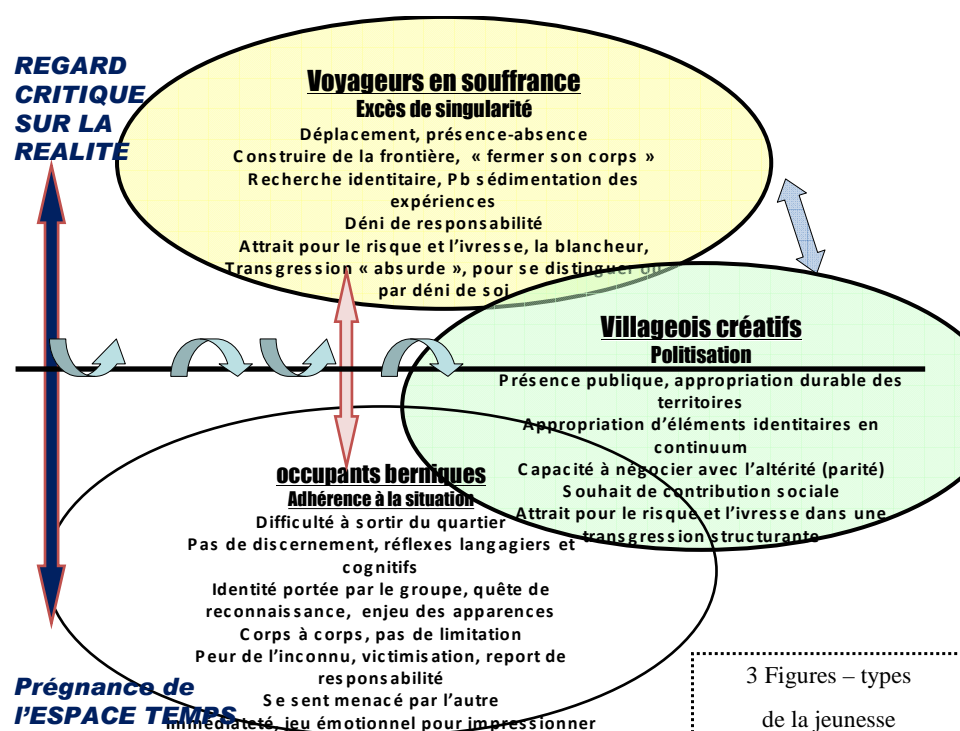 REGARD
CRITIQUE
SUR LA
REALITE
Voyageurs en souffrance
Excès de singularité
Déplacement, présence-absence
Construire de la frontière, « fermer son corps »
Recherche identitaire, Pb sédimentation des
expériences
Déni de responsabilité
Attrait pour le risque et l'ivresse, la blancheur,
Transgression « absurde », pour se distinguer ou
par déni de soi
Villageois créatifs
Politisation
Présence publique, appropriation durable des
territoires
Appropriation d'éléments identitaires en
continuum
Capacité à négocier avec l'altérité (parité)
Souhait de contribution sociale
Attrait pour le risque et l'ivresse dans une
transgression structurante
occupants berniques
Adhérence à la situation
Difficulté à sortir du quartier
Pas de discernement, réflexes langagiers et
cognitifs
Identité portée par le groupe, quête de
reconnaissance, enjeu des apparences
Corps à corps, pas de limitation
Peur de l'inconnu, victimisation, report de
responsabilité
Se sent menacé par l'autre
Immédiateté, jeu émotionnel pour impressionner
Prégnance de
l'ESPACE TEMPS
3 Figures – types
de la jeunesse